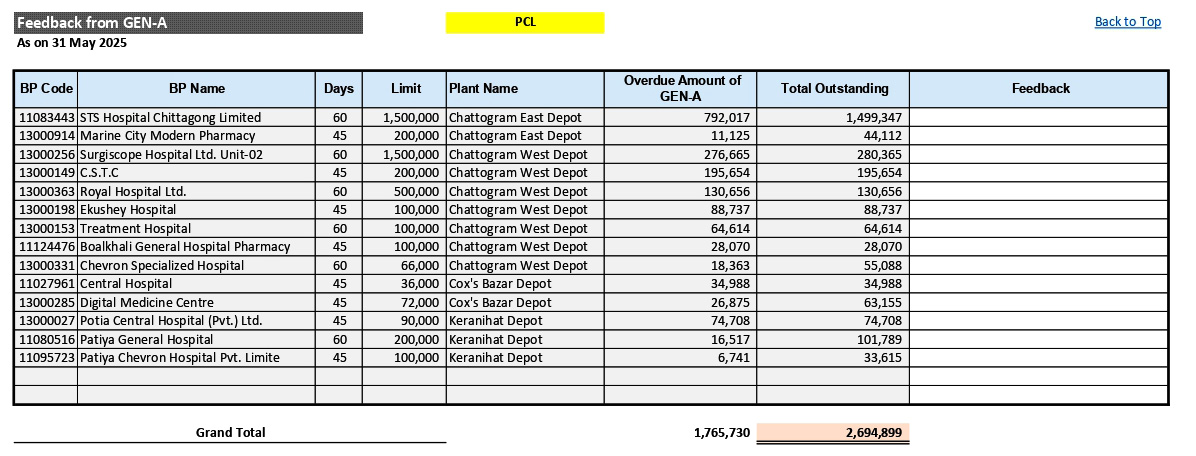 Feedback from GEN-A PCL Back to Top
As on 31 May 2025
BP Code BP Name Days Limit Plant Name Overdue Amount of GEN-A Total Outstanding Feedback
11083443 STS Hospital Chittagong Limited 60 1,500,000 Chattogram East Depot 792,017 1,499,347
13000914 Marine City Modern Pharmacy 45 200,000 Chattogram East Depot 11,125 44,112
13000256 Surgiscope Hospital Ltd. Unit-02 60 1,500,000 Chattogram West Depot 276,665 280,365
13000149 C.S.T.C 45 200,000 Chattogram West Depot 195,654 195,654
13000363 Royal Hospital Ltd. 60 500,000 Chattogram West Depot 130,656 130,656
13000198 Ekushey Hospital 45 100,000 Chattogram West Depot 88,737 88,737
13000153 Treatment Hospital 60 100,000 Chattogram West Depot 64,614 64,614
11124476 Boalkhali General Hospital Pharmacy 45 100,000 Chattogram West Depot 28,070 28,070
13000331 Chevron Specialized Hospital 60 66,000 Chattogram West Depot 18,363 55,088
11027961 Central Hospital 45 36,000 Cox's Bazar Depot 34,988 34,988
13000285 Digital Medicine Centre 45 72,000 Cox's Bazar Depot 26,875 63,155
13000027 Potia Central Hospital (Pvt.) Ltd. 45 90,000 Keranihat Depot 74,708 74,708
11080516 Patiya General Hospital 60 200,000 Keranihat Depot 16,517 101,789
11095723 Patiya Chevron Hospital Pvt. Limite 45 100,000 Keranihat Depot 6,741 33,615
Grand Total 1,765,730 2,694,899